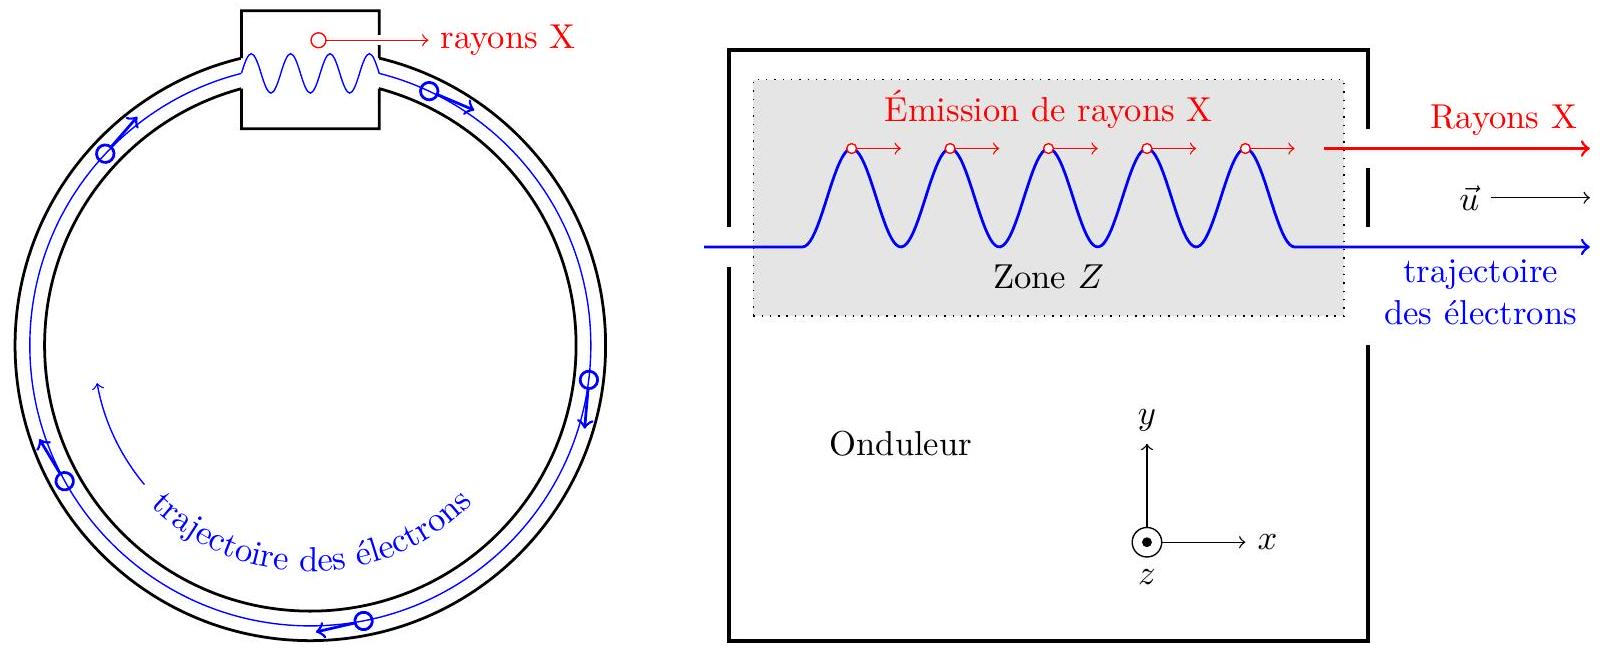 rayons X
trajectoire des électrons
Émission de rayons X
Rayons X
u⃗
Zone Z
trajectoire
des électrons
Onduleur
y
x
z